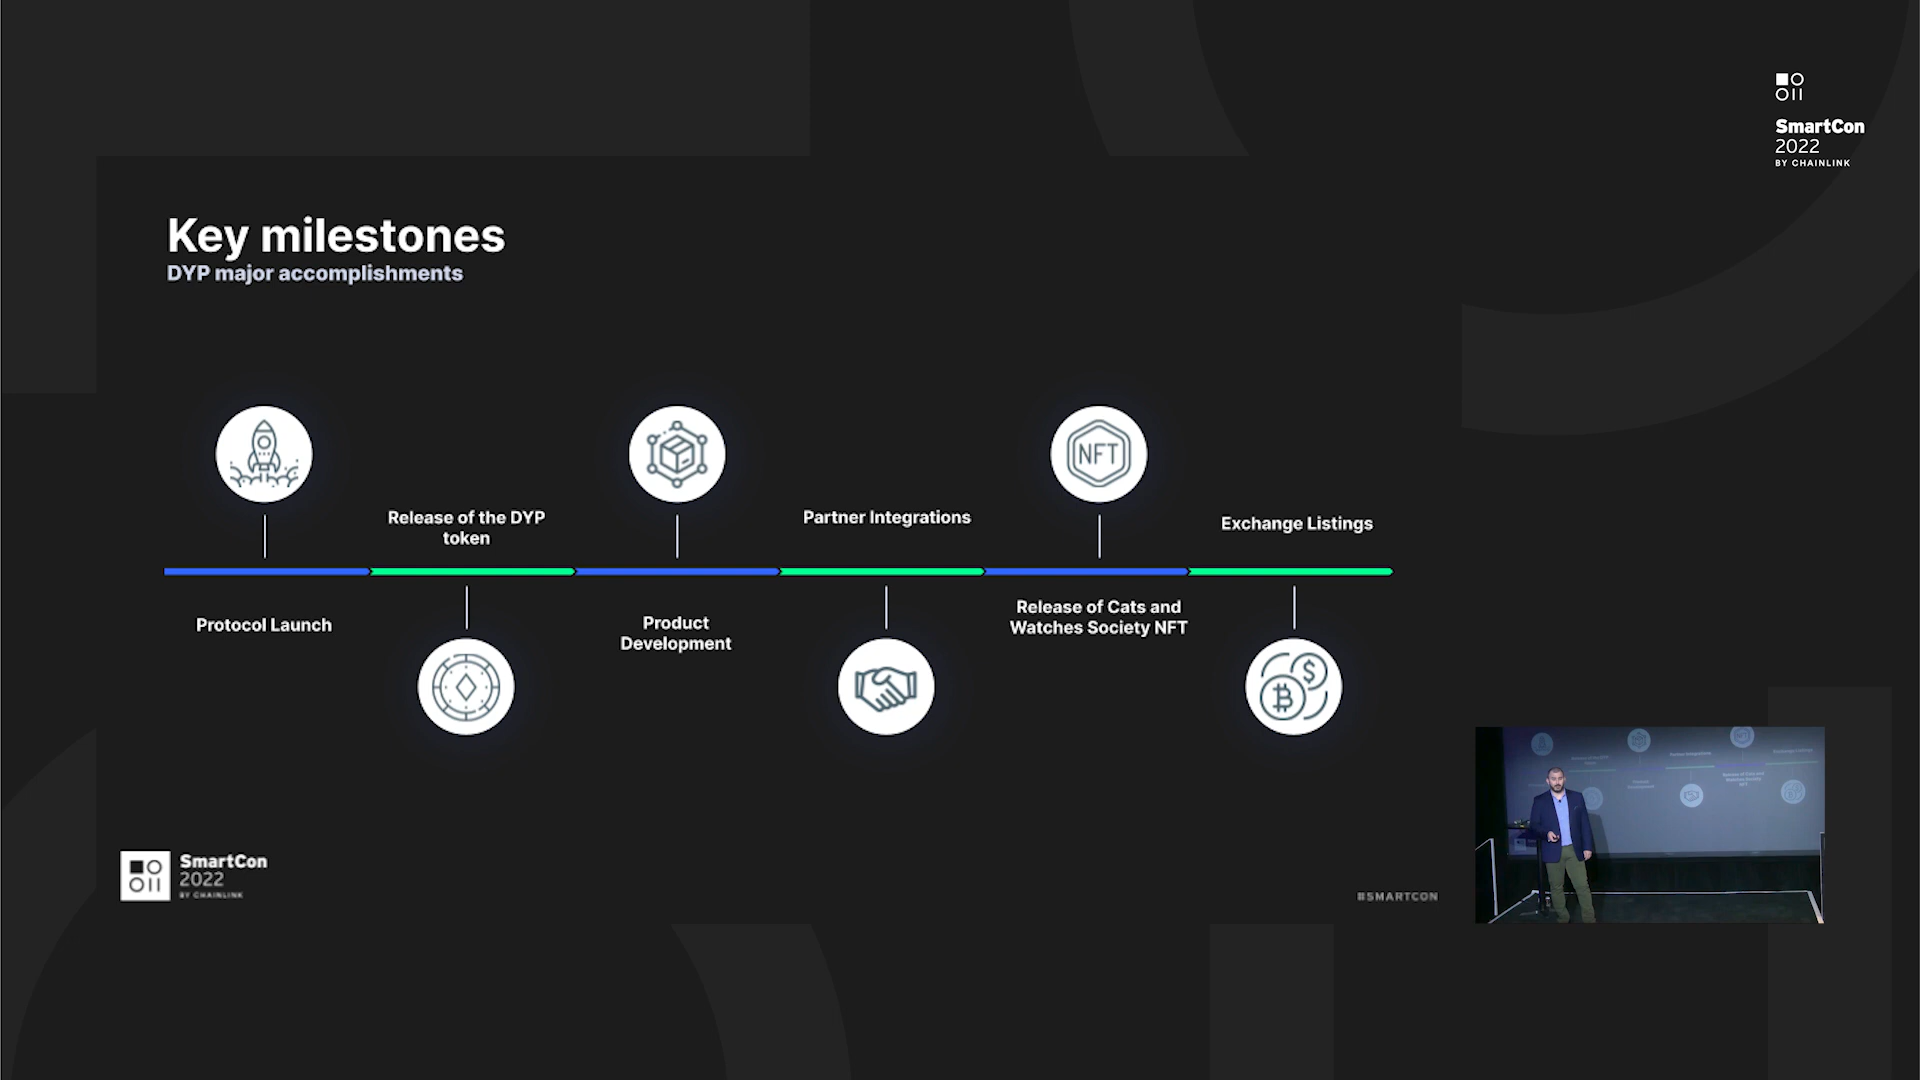 SmartCon
2022
BY CHAINLINK
Key milestones
DYP major accomplishments
NFT
Release of the DYP
token
Partner Integrations
Exchange Listings
Protocol Launch
Product
Development
Release of Cats and
Watches Society NFT
SmartCon
2022
BY CHAINLINK
#SMARTCON